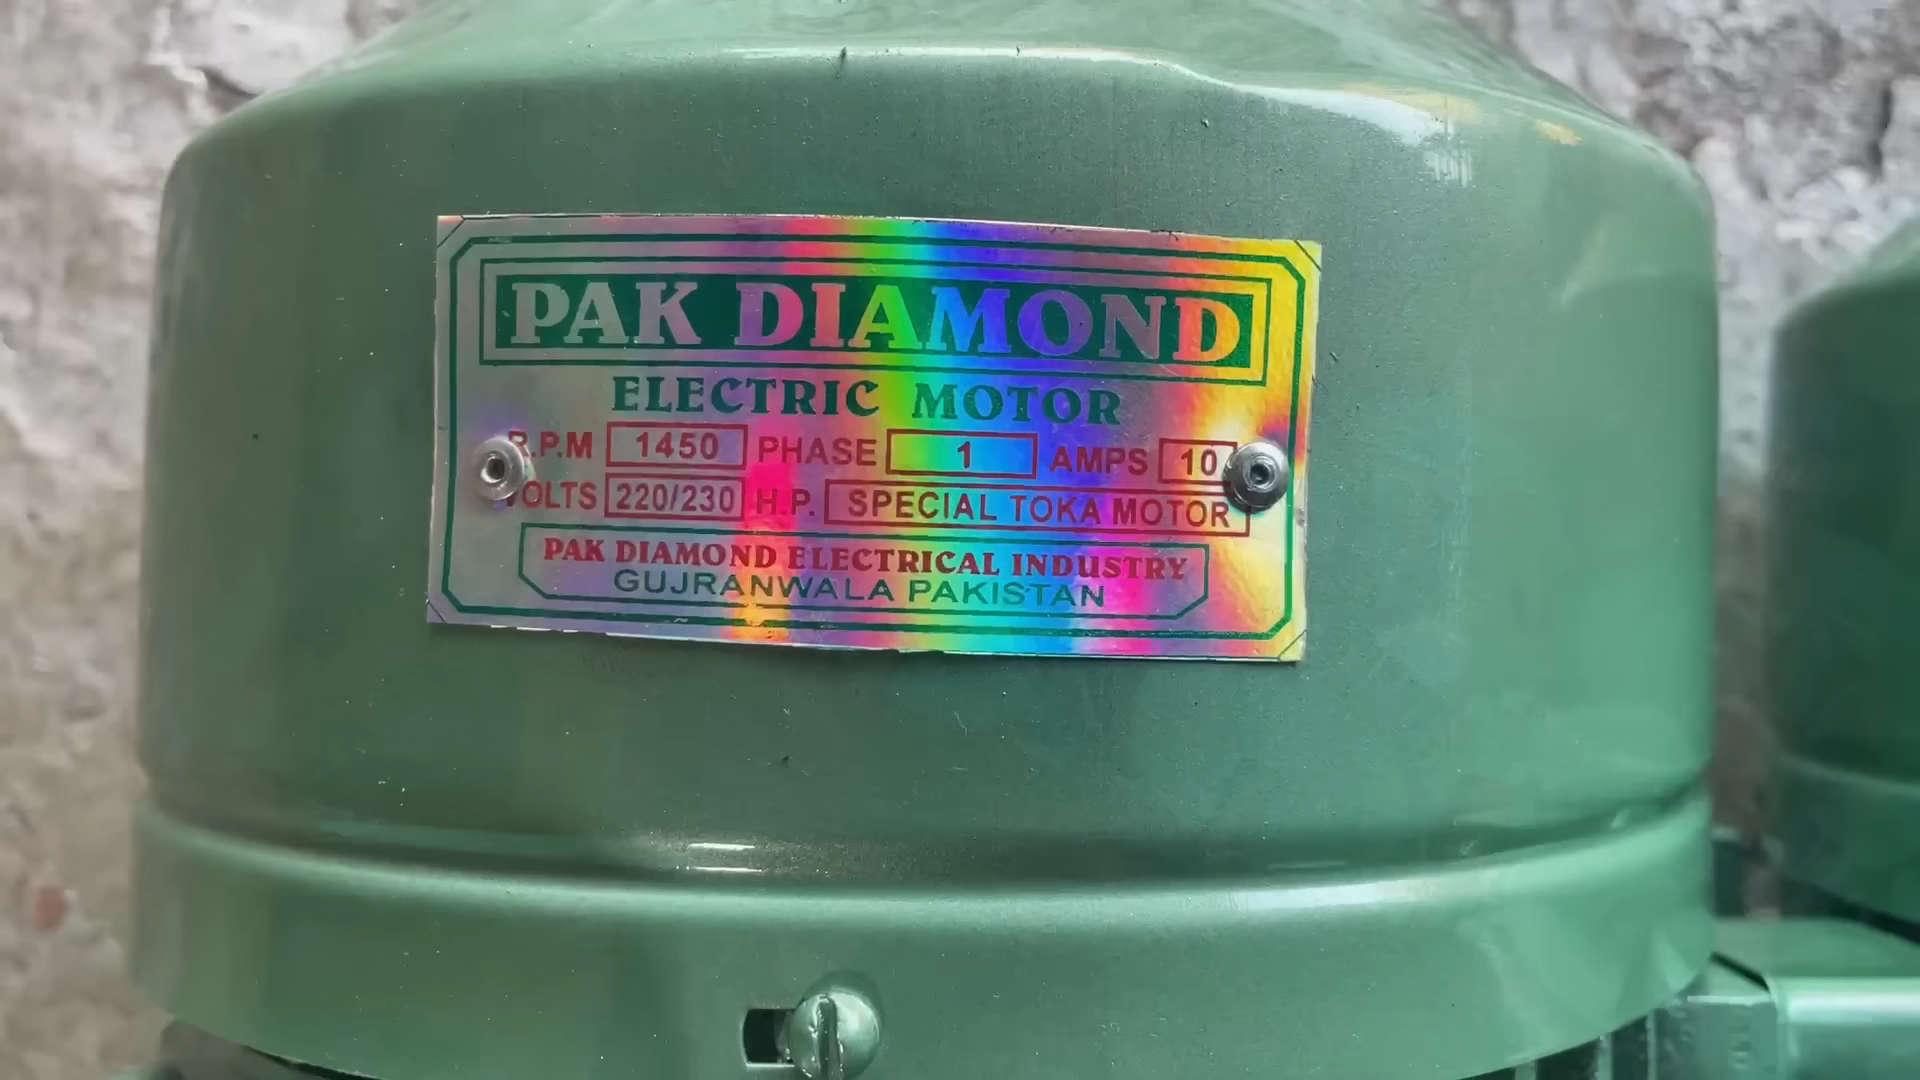 PAK DIAMOND
ELECTRIC MOTOR
R.P.M 1450 PHASE 1 AMPS 10
VOLTS 220/230 H.P. SPECIAL TOKA MOTOR
PAK DIAMOND ELECTRICAL INDUSTRY
GUJRANWALA PAKISTAN